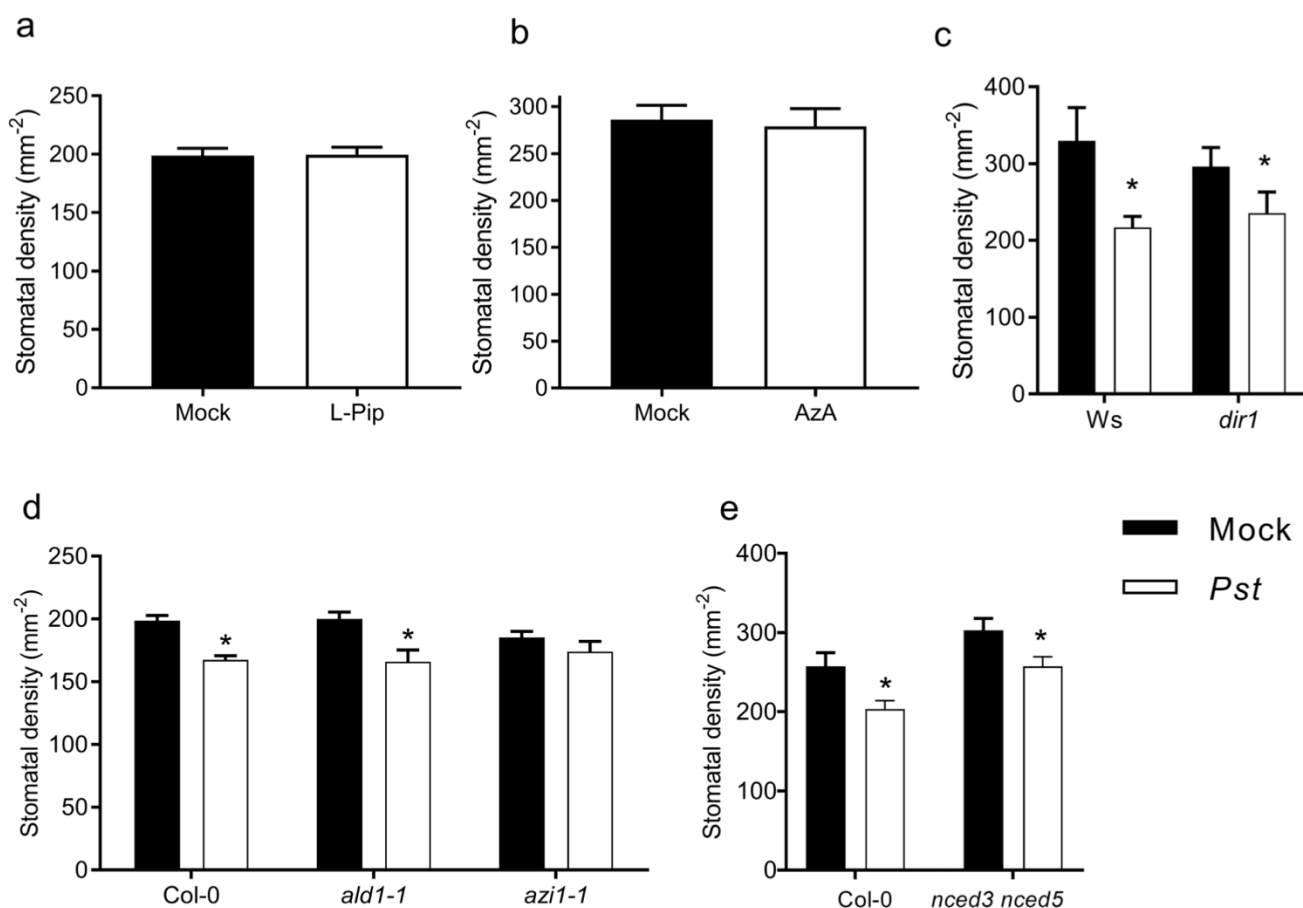 a
Stomatal density (mm⁻²)
250
200
150
100
50
0
Mock
L-Pip
b
Stomatal density (mm⁻²)
300
250
200
150
100
50
0
Mock
AzA
c
Stomatal density (mm⁻²)
400
300
200
100
0
*
*
Ws
dir1
d
Stomatal density (mm⁻²)
250
200
150
100
50
0
*
*
Col-0
ald1-1
azi1-1
e
Stomatal density (mm⁻²)
400
300
200
100
0
*
*
Col-0
nced3 nced5
Mock
Pst